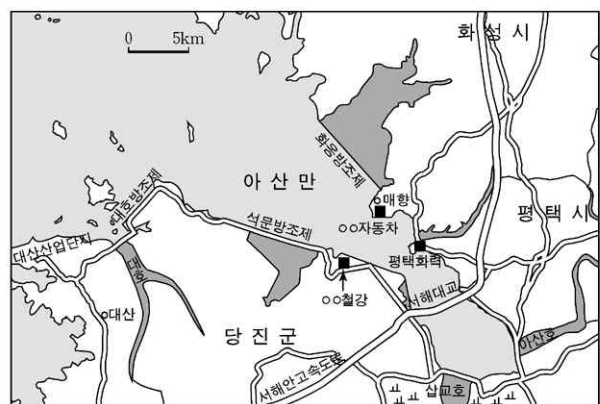 화성시
0 5km
화옹방조제
아산만
매향
○○자동차
평택시
대호방조제
석문방조제
평택화력
대산산업단지
대호
○○철강
서해대교
대산
당진군
아산호
서해안고속도로
삽교호